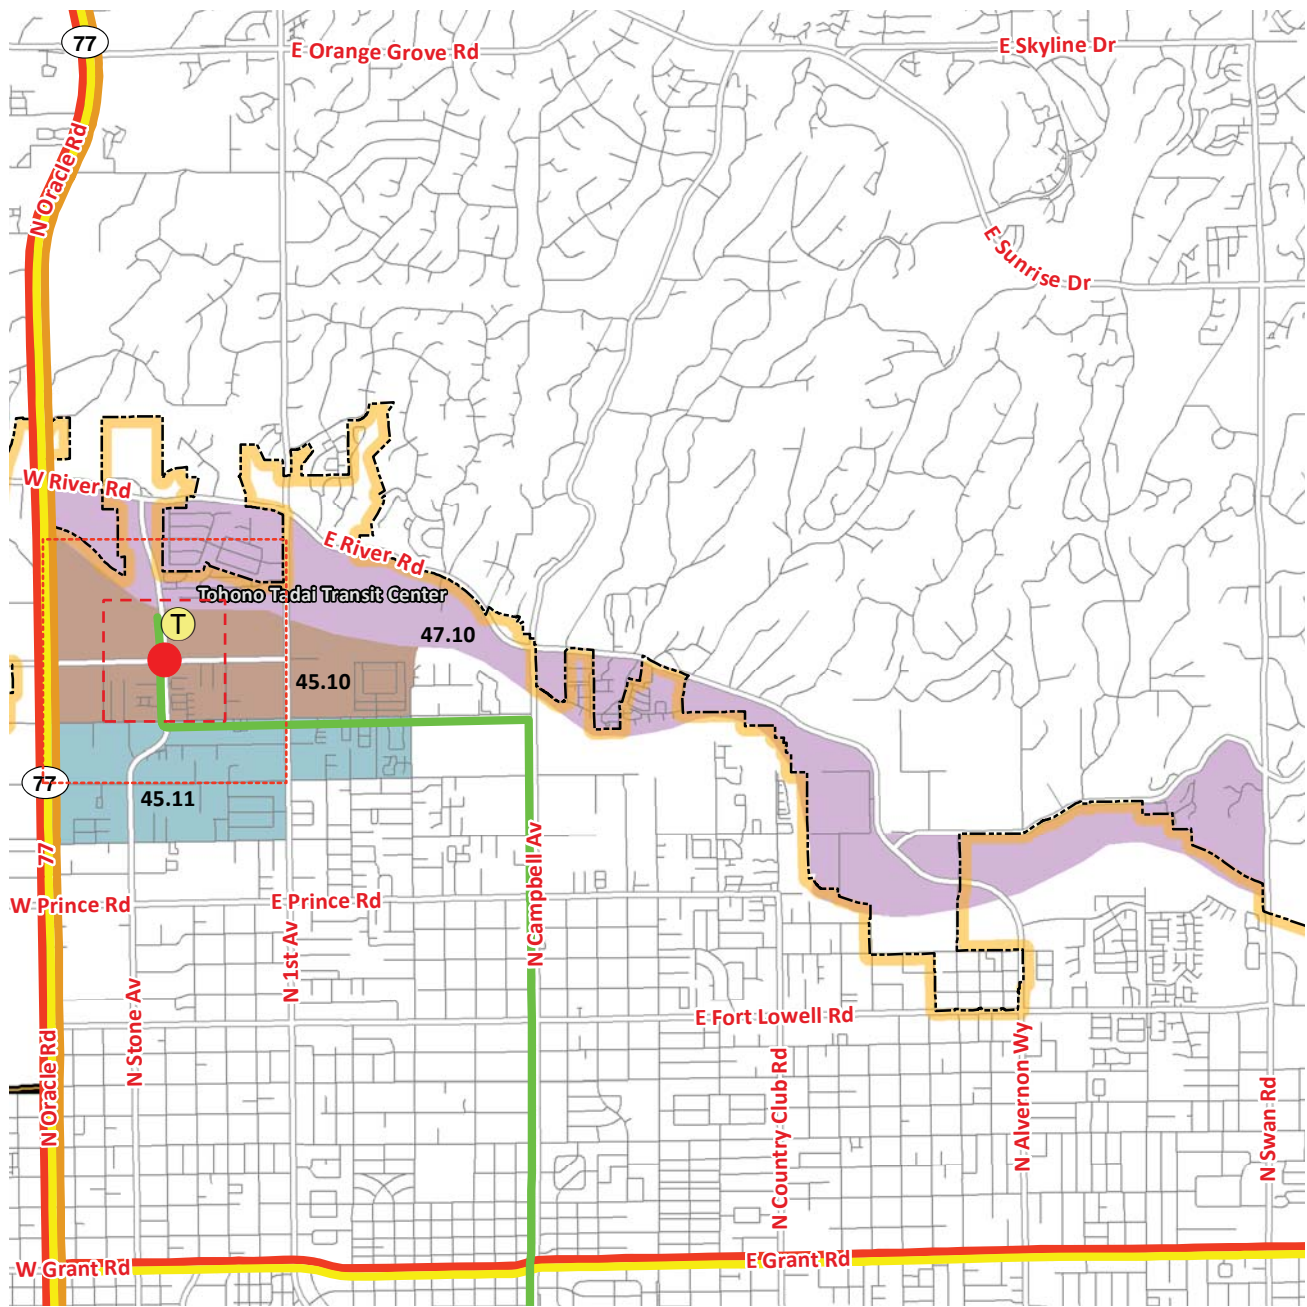 77
E Orange Grove Rd
E Skyline Dr
N Oracle Rd
E Sunrise Dr
W River Rd
E River Rd
Tohono Tadai Transit Center
T
47.10
45.10
77
45.11
77
W Prince Rd
E Prince Rd
N Campbell Av
N 1st Av
N Stone Av
E Fort Lowell Rd
N Oracle Rd
N Country Club Rd
N Alvernon Wy
N Swan Rd
W Grant Rd
E Grant Rd